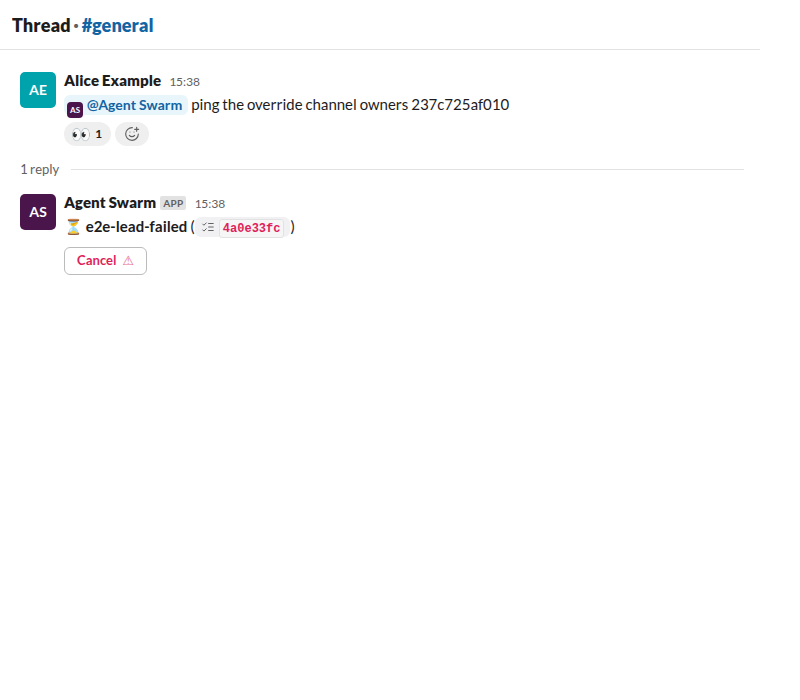 Thread • #general
AE
Alice Example 15:38
AS @Agent Swarm ping the override channel owners 237c725af010
👀 1
1 reply
AS
Agent Swarm APP 15:38
⏳ e2e-lead-failed ( 4a0e33fc )
Cancel ⚠